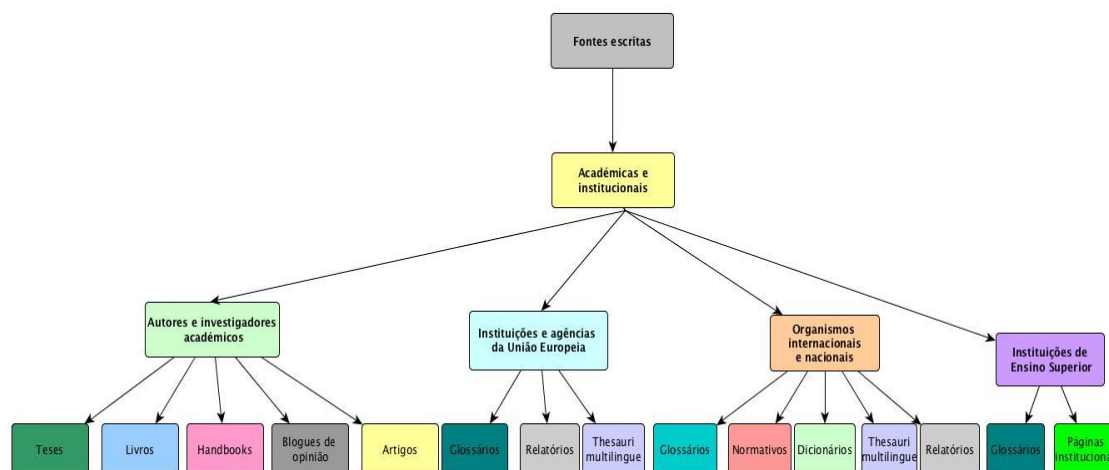 Fontes escritas
Académicas e
institucionais
Autores e investigadores
académicos
Instituições e agências
da União Europeia
Organismos
internacionais
e nacionais
Instituições de
Ensino Superior
Teses
Livros
Handbooks
Blogues de
opinião
Artigos
Glossários
Relatórios
Thesauri
multilingue
Glossários
Normativos
Dicionários
Thesauri
multilingue
Relatórios
Glossários
Páginas
instituciona